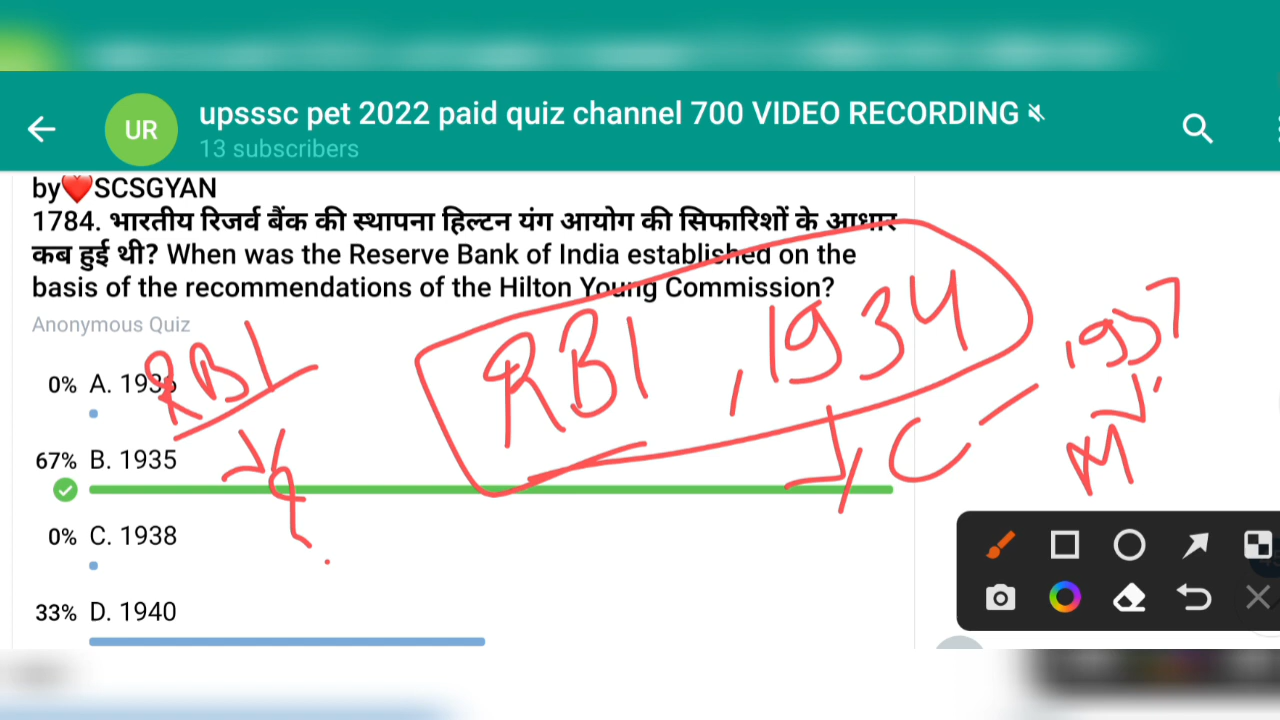 UR
upsssc pet 2022 paid quiz channel 700 VIDEO RECORDING
13 subscribers
by❤️SCSGYAN
1784. भारतीय रिजर्व बैंक की स्थापना हिल्टन यंग आयोग की सिफारिशों के आधार
कब हुई थी? When was the Reserve Bank of India established on the
basis of the recommendations of the Hilton Young Commission?
Anonymous Quiz
RBI, 1934
1937
RBI
0% A. 1936
C
M
67% B. 1935
0% C. 1938
33% D. 1940